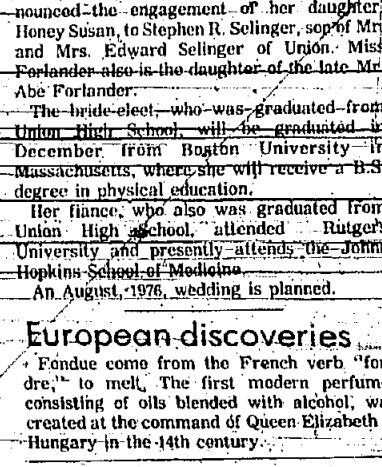 nounced the engagement of her daughter,
Honey Susan, to Stephen R. Selinger, son of Mr.
and Mrs. Edward Selinger of Union. Miss
Forlander also is the daughter of the late Mr.
Abe Forlander.
The bride-elect, who was graduated from
Union High School, will be graduated in
December from Boston University in
Massachusetts, where she will receive a B.S.
degree in physical education.
Her fiance, who also was graduated from
Union High School, attended Rutgers
University and presently attends the John
Hopkins School of Medicine.
An August, 1976, wedding is planned.
European discoveries
Fondue come from the French verb "fon
dre," to melt. The first modern perfum
consisting of oils blended with alcohol, wa
created at the command of Queen Elizabeth
Hungary in the 14th century.